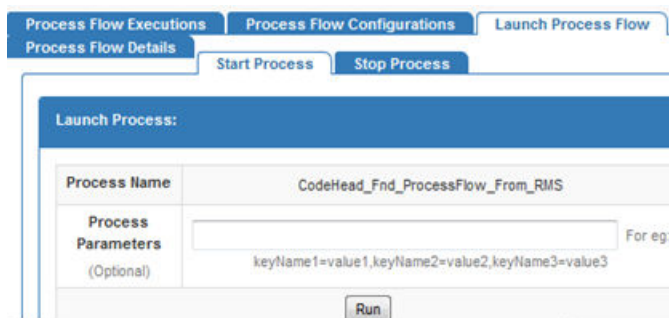 Process Flow Executions Process Flow Configurations Launch Process Flow
Process Flow Details
Start Process Stop Process
Launch Process:
Process Name CodeHead_Fnd_ProcessFlow_From_RMS
Process
Parameters
(Optional)
For eg:
keyName1=value1,keyName2=value2,keyName3=value3
Run